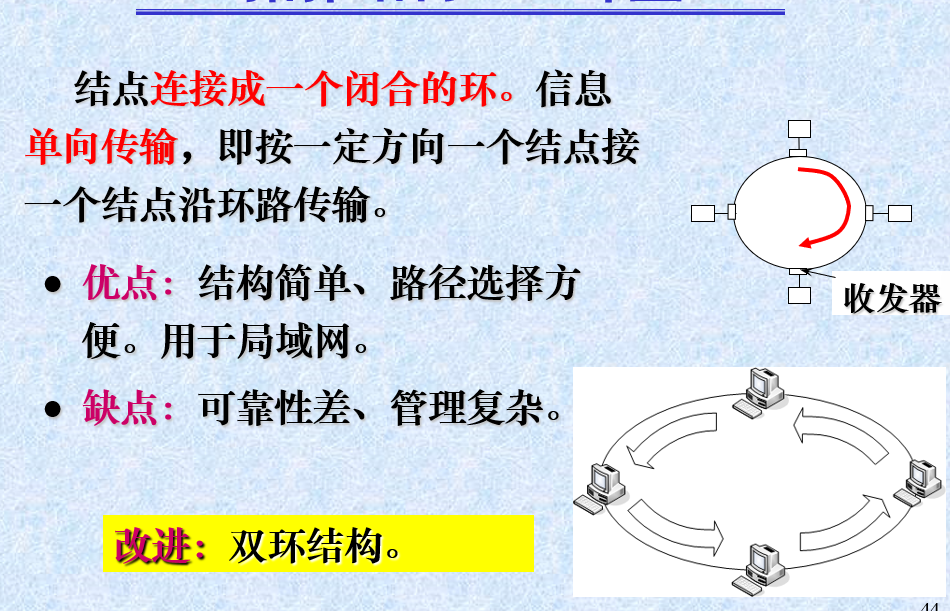 结点连接成一个闭合的环。信息
单向传输，即按一定方向一个结点接
一个结点沿环路传输。
• 优点：结构简单、路径选择方
便。用于局域网。
• 缺点：可靠性差、管理复杂。
改进：双环结构。
收发器